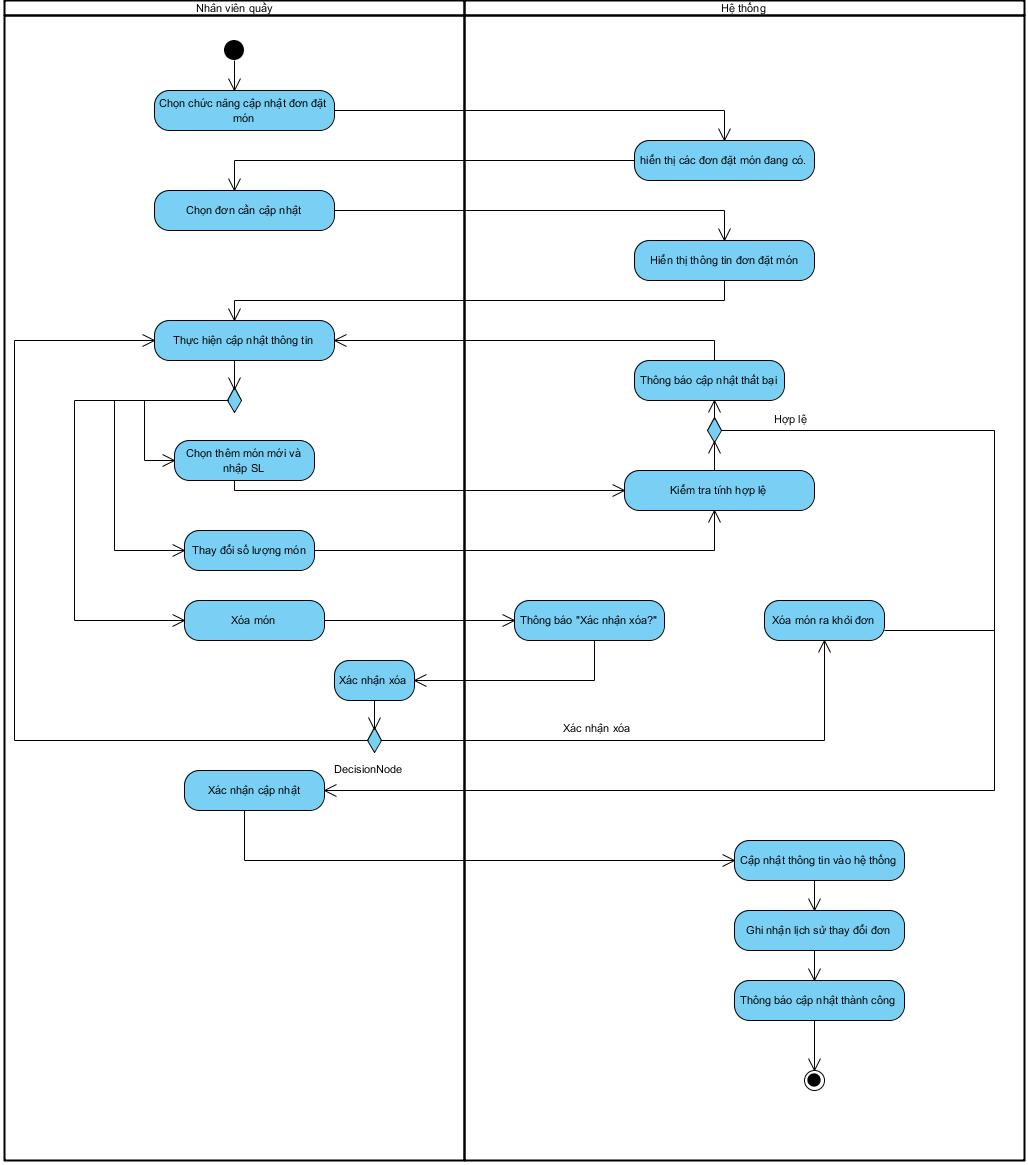 Nhân viên quầy
Hệ thống
Chọn chức năng cập nhật đơn đặt
món
hiển thị các đơn đặt món đang có.
Chọn đơn cần cập nhật
Hiển thị thông tin đơn đặt món
Thực hiện cập nhật thông tin
Thông báo cập nhật thất bại
Hợp lệ
Chọn thêm món mới và
nhập SL
Kiểm tra tính hợp lệ
Thay đổi số lượng món
Xóa món
Thông báo "Xác nhận xóa?"
Xóa món ra khỏi đơn
Xác nhận xóa
Xác nhận xóa
DecisionNode
Xác nhận cập nhật
Cập nhật thông tin vào hệ thống
Ghi nhận lịch sử thay đổi đơn
Thông báo cập nhật thành công